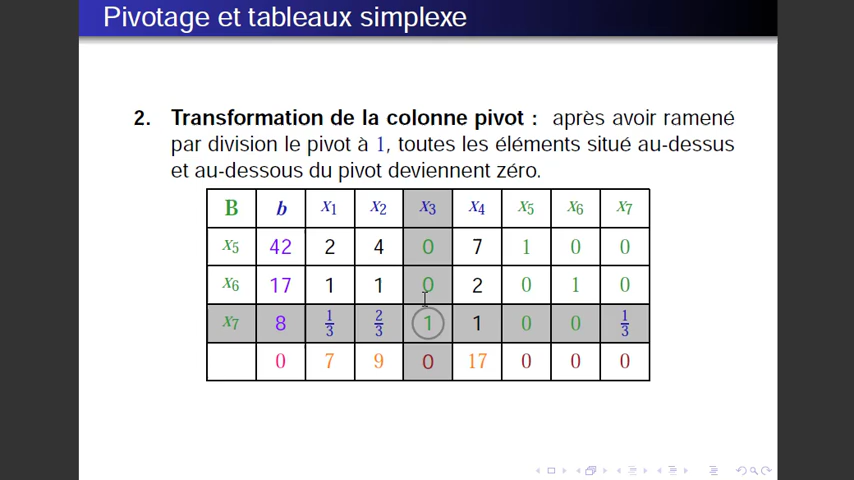 Pivotage et tableaux simplexe
2. Transformation de la colonne pivot : après avoir ramené
par division le pivot à 1, toutes les éléments situé au-dessus
et au-dessous du pivot deviennent zéro.
B b x1 x2 x3 x4 x5 x6 x7
x5 42 2 4 0 7 1 0 0
x6 17 1 1 0 2 0 1 0
x7 8 1/3 2/3 1 1 0 0 1/3
0 7 9 0 17 0 0 0